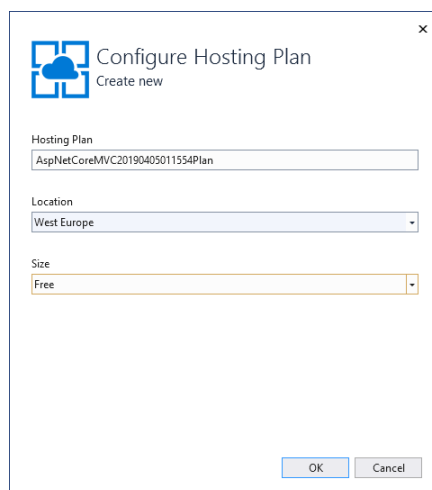 Configure Hosting Plan
Create new
Hosting Plan
AspNetCoreMVC20190405011554Plan
Location
West Europe
Size
Free
OK
Cancel